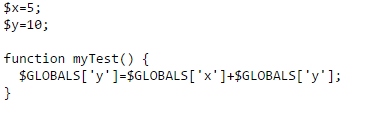 $x=5;
$y=10;
function myTest() {
$GLOBALS['y']=$GLOBALS['x']+$GLOBALS['y'];
}